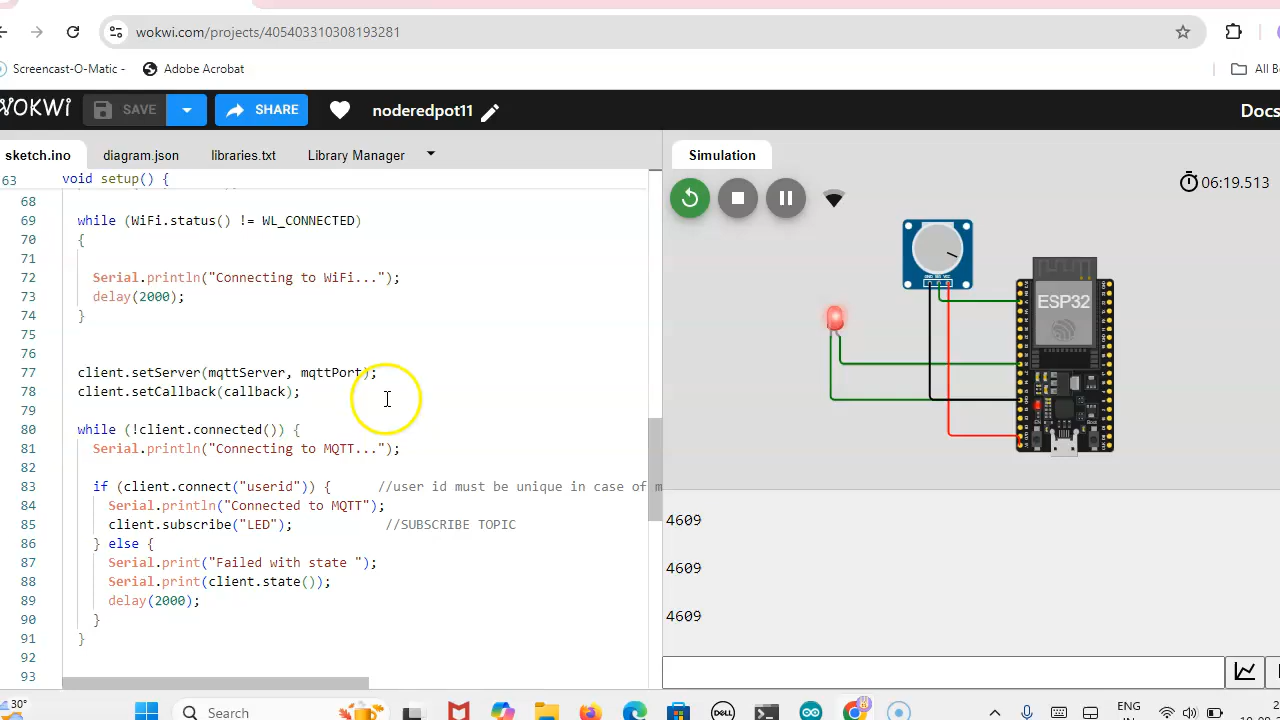 wokwi.com/projects/405403310308193281
Screencast-O-Matic -
Adobe Acrobat
All B
WOKWI
SAVE
SHARE
noderedpot11
Docs
sketch.ino
diagram.json
libraries.txt
Library Manager
Simulation
63 void setup() {
68
69 while (WiFi.status() != WL_CONNECTED)
70 {
71
72 Serial.println("Connecting to WiFi...");
73 delay(2000);
74 }
75
76
77 client.setServer(mqttServer, mqttPort);
78 client.setCallback(callback);
79
80 while (!client.connected()) {
81 Serial.println("Connecting to MQTT...");
82
83 if (client.connect("userid")) { //user id must be unique in case of m
84 Serial.println("Connected to MQTT");
85 client.subscribe("LED"); //SUBSCRIBE TOPIC
86 } else {
87 Serial.print("Failed with state ");
88 Serial.print(client.state());
89 delay(2000);
90 }
91 }
92
93
06:19.513
ESP32
4609
4609
4609
30°
Search
DELL
ENG
IN